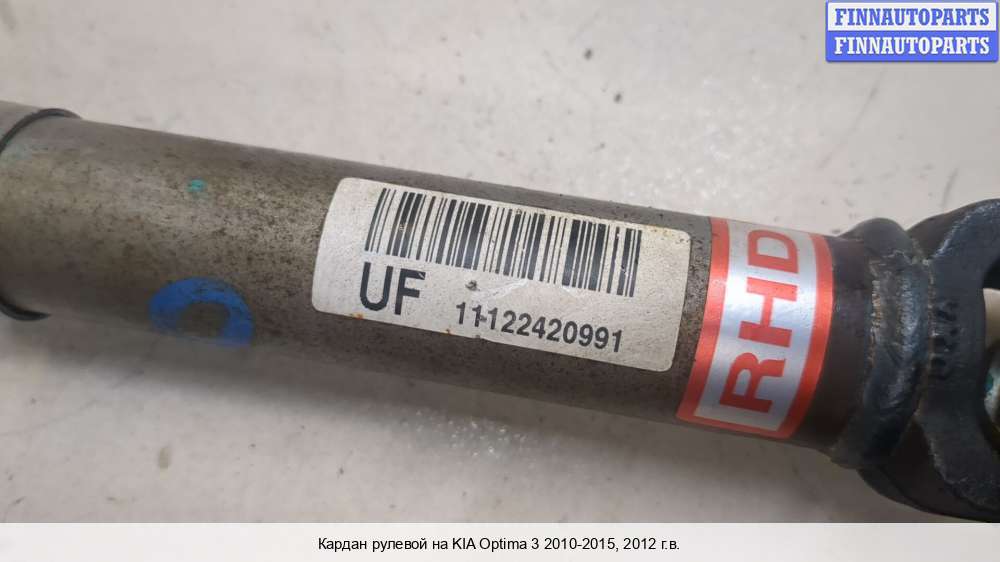 FINNAUTOPARTS
FINNAUTOPARTS
UF 11122420991
RHD
Кардан рулевой на KIA Optima 3 2010-2015, 2012 г.в.